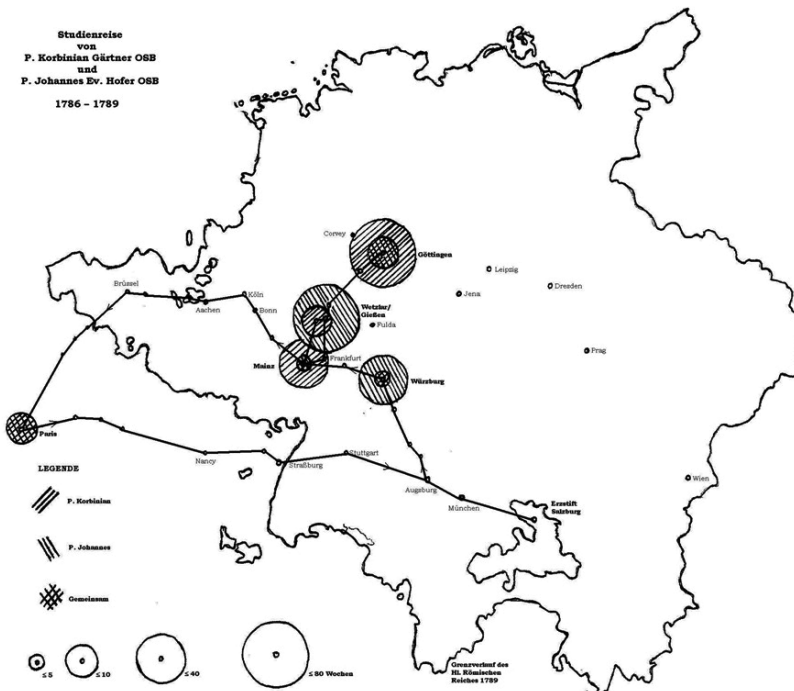 Studienreise
von
P. Korbinian Gärtner OSB
und
P. Johannes Ev. Hofer OSB
1786 – 1789
Corvey
Göttingen
Leipzig
Brüssel
Köln
Jena
Dresden
Aachen
Bonn
Wetzlar/
Gießen
Fulda
Prag
Mainz
Frankfurt
Würzburg
Paris
Nancy
Straßburg
Stuttgart
LEGENDE
Augsburg
Wien
München
Erzstift
Salzburg
P. Korbinian
P. Johannes
Gemeinsam
≤ 5
≤ 10
≤ 40
≤ 80 Wochen
Grenzverlauf des
Hl. Römischen
Reiches 1789